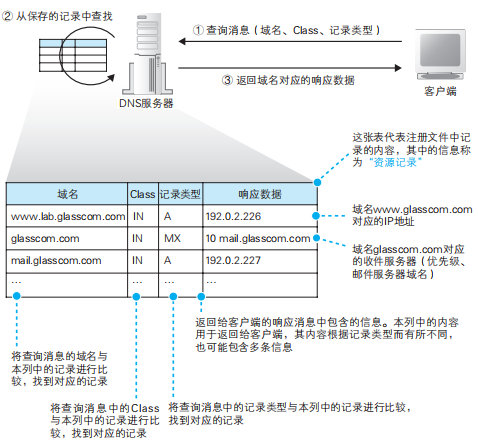 ② 从保存的记录中查找
① 查询消息（域名、Class、记录类型）
③ 返回域名对应的响应数据
DNS服务器
客户端
这张表代表注册文件中记
录的内容，其中的信息称
为“资源记录”
域名 Class 记录类型 响应数据
www.lab.glasscom.com IN A 192.0.2.226
glasscom.com IN MX 10 mail.glasscom.com
mail.glasscom.com IN A 192.0.2.227
… … … …
域名www.glasscom.com
对应的IP地址
域名glasscom.com对应
的收件服务器（优先级、
邮件服务器域名）
返回给客户端的响应消息中包含的信息。本列中的内容
用于返回给客户端，其内容根据记录类型而有所不同，
也可能包含多条信息
将查询消息的域名与
本列中的记录进行比
较，找到对应的记录
将查询消息中的Class
与本列中的记录进行比
较，找到对应的记录
将查询消息中的记录类型与本列中的记录进行比较，
找到对应的记录